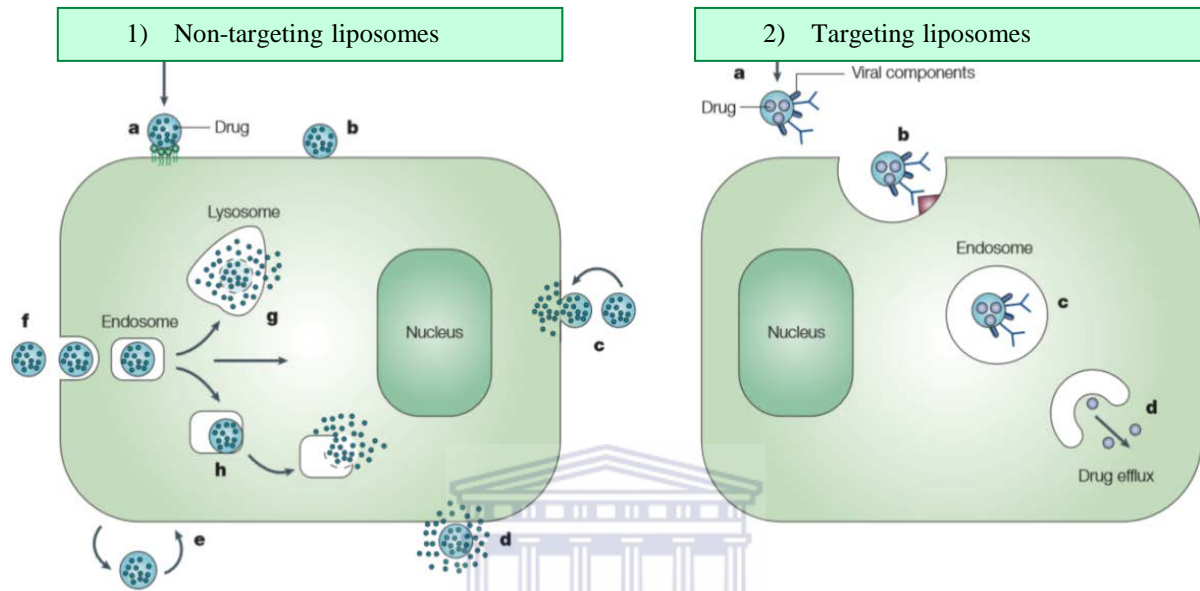 1) Non-targeting liposomes
a
Drug
b
Lysosome
g
f
Endosome
Nucleus
c
h
e
d
2) Targeting liposomes
a
Viral components
Drug
b
Endosome
Nucleus
c
d
Drug efflux